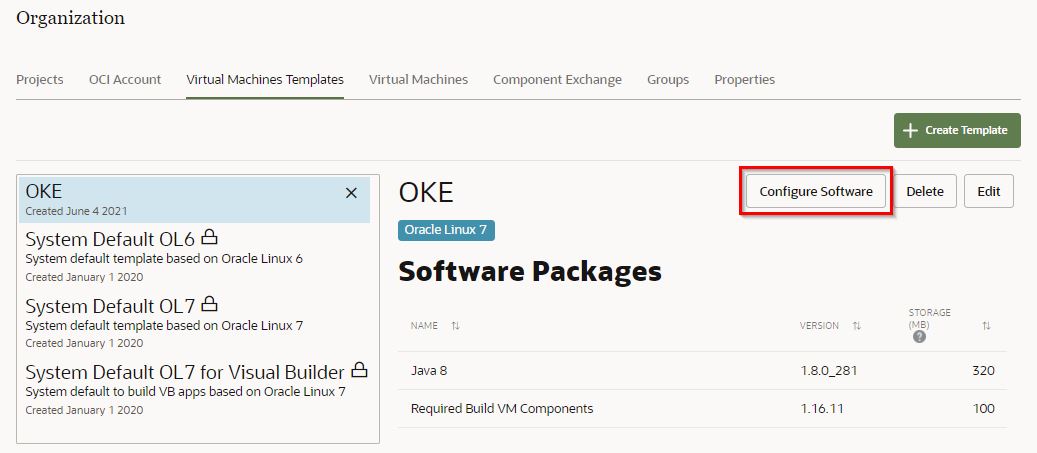 Organization
Projects OCI Account Virtual Machines Templates Virtual Machines Component Exchange Groups Properties
+ Create Template
OKE
Created June 4 2021
System Default OL6
System default template based on Oracle Linux 6
Created January 1 2020
System Default OL7
System default template based on Oracle Linux 7
Created January 1 2020
System Default OL7 for Visual Builder
System default to build VB apps based on Oracle Linux 7
Created January 1 2020
OKE Configure Software Delete Edit
Oracle Linux 7
Software Packages
NAME VERSION STORAGE
(MB)
?
Java 8 1.8.0_281 320
Required Build VM Components 1.16.11 100